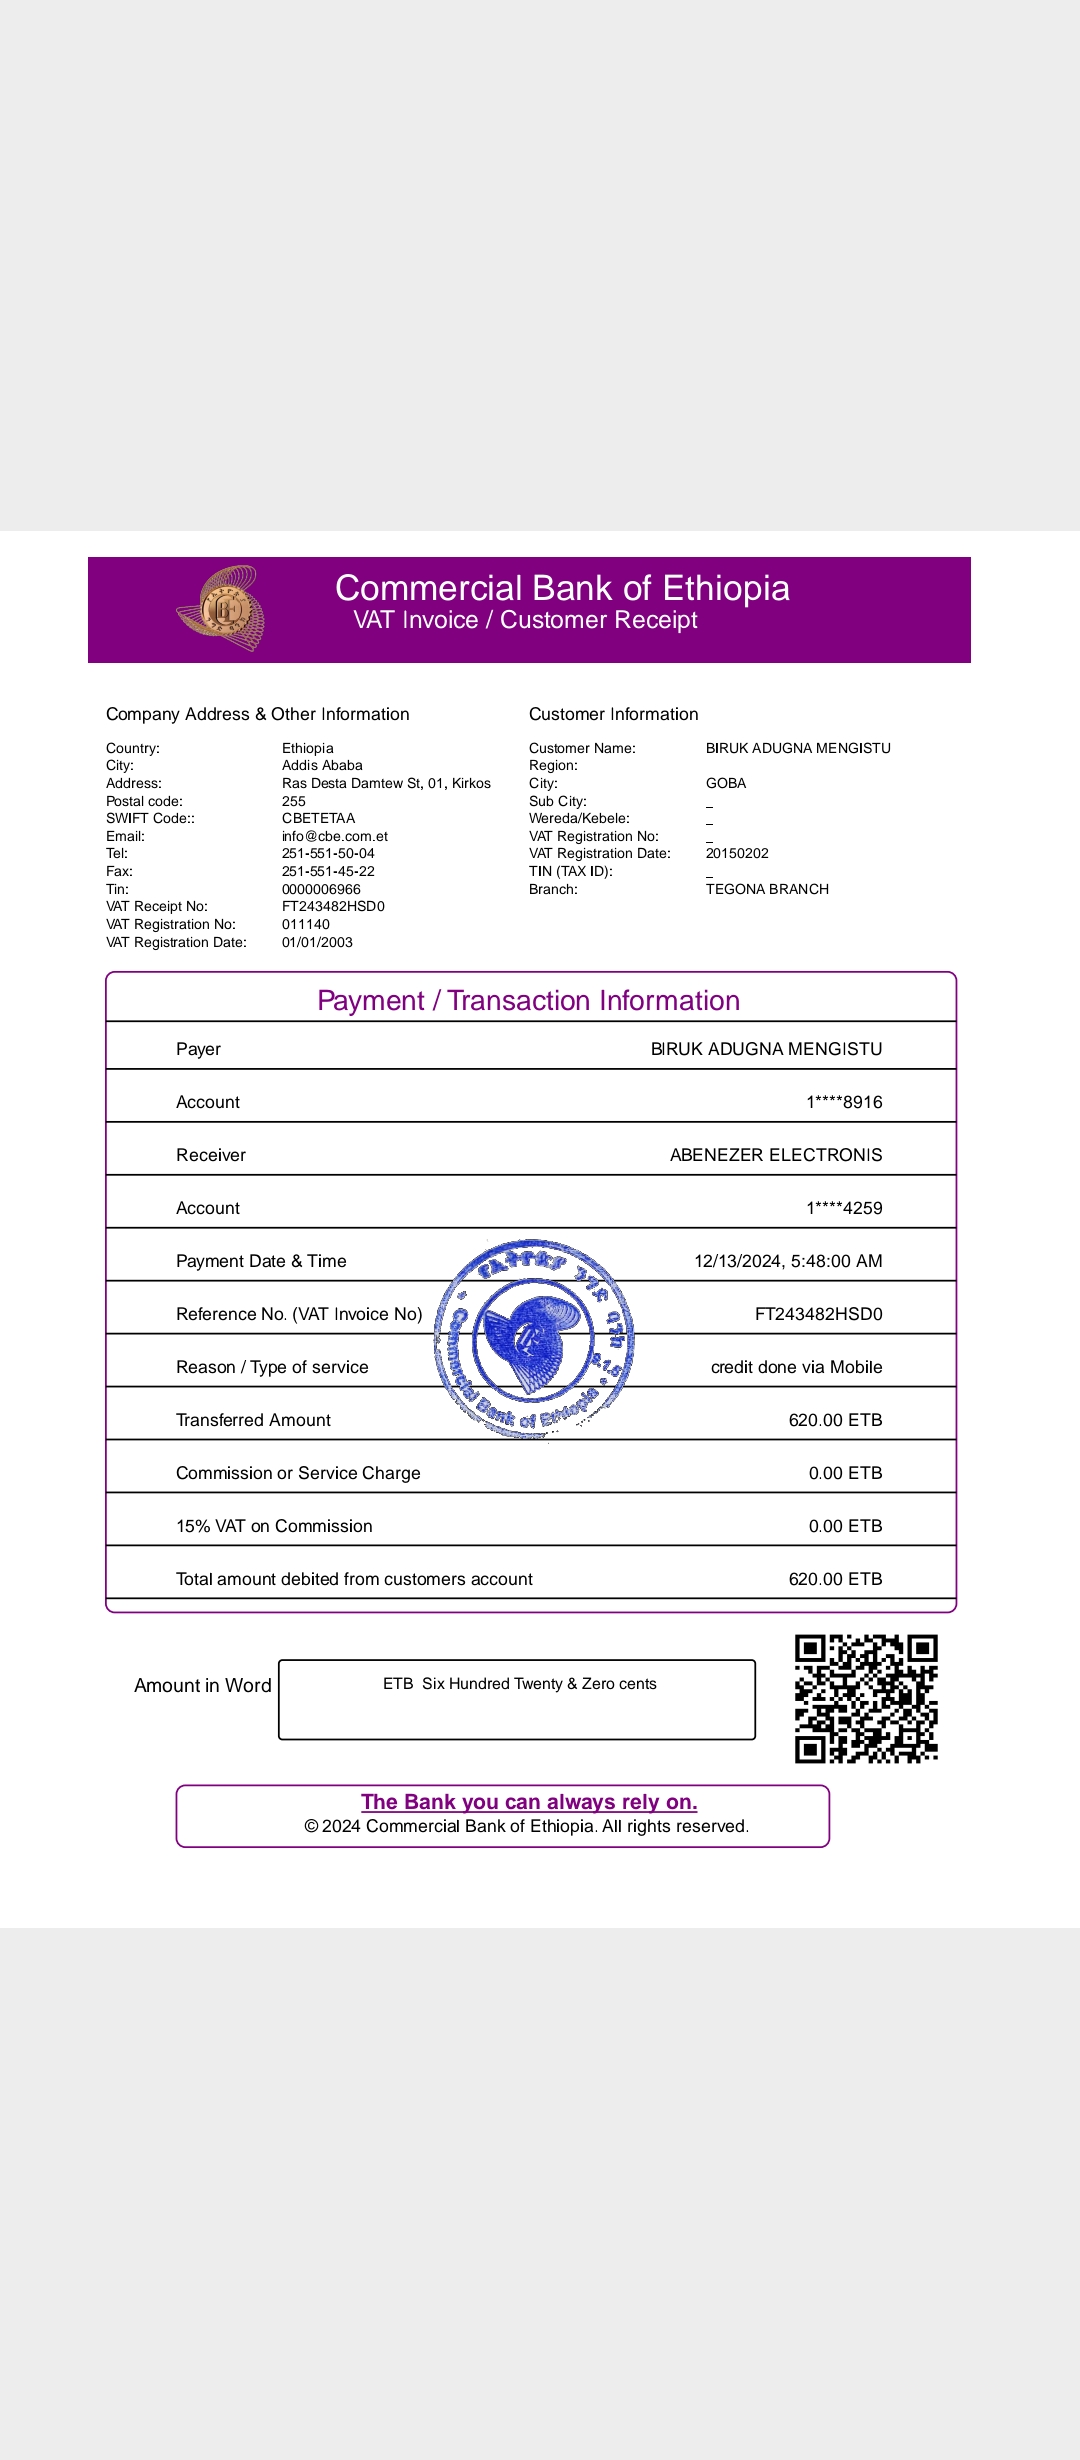 Commercial Bank of Ethiopia
VAT Invoice / Customer Receipt
Company Address & Other Information
Country: Ethiopia
City: Addis Ababa
Address: Ras Desta Damtew St, 01, Kirkos
Postal code: 255
SWIFT Code:: CBETETAA
Email: info@cbe.com.et
Tel: 251-551-50-04
Fax: 251-551-45-22
Tin: 0000006966
VAT Receipt No: FT243482HSD0
VAT Registration No: 011140
VAT Registration Date: 01/01/2003
Customer Information
Customer Name: BIRUK ADUGNA MENGISTU
Region:
City: GOBA
Sub City: _
Wereda/Kebele: _
VAT Registration No: _
VAT Registration Date: 20150202
TIN (TAX ID): _
Branch: TEGONA BRANCH
Payment / Transaction Information
Payer BIRUK ADUGNA MENGISTU
Account 1****8916
Receiver ABENEZER ELECTRONIS
Account 1****4259
Payment Date & Time 12/13/2024, 5:48:00 AM
Reference No. (VAT Invoice No) FT243482HSD0
Reason / Type of service credit done via Mobile
Transferred Amount 620.00 ETB
Commission or Service Charge 0.00 ETB
15% VAT on Commission 0.00 ETB
Total amount debited from customers account 620.00 ETB
የኢትዮጵያ ንግድ ባንክ
Commercial Bank of Ethiopia
Amount in Word ETB Six Hundred Twenty & Zero cents
The Bank you can always rely on.
© 2024 Commercial Bank of Ethiopia. All rights reserved.